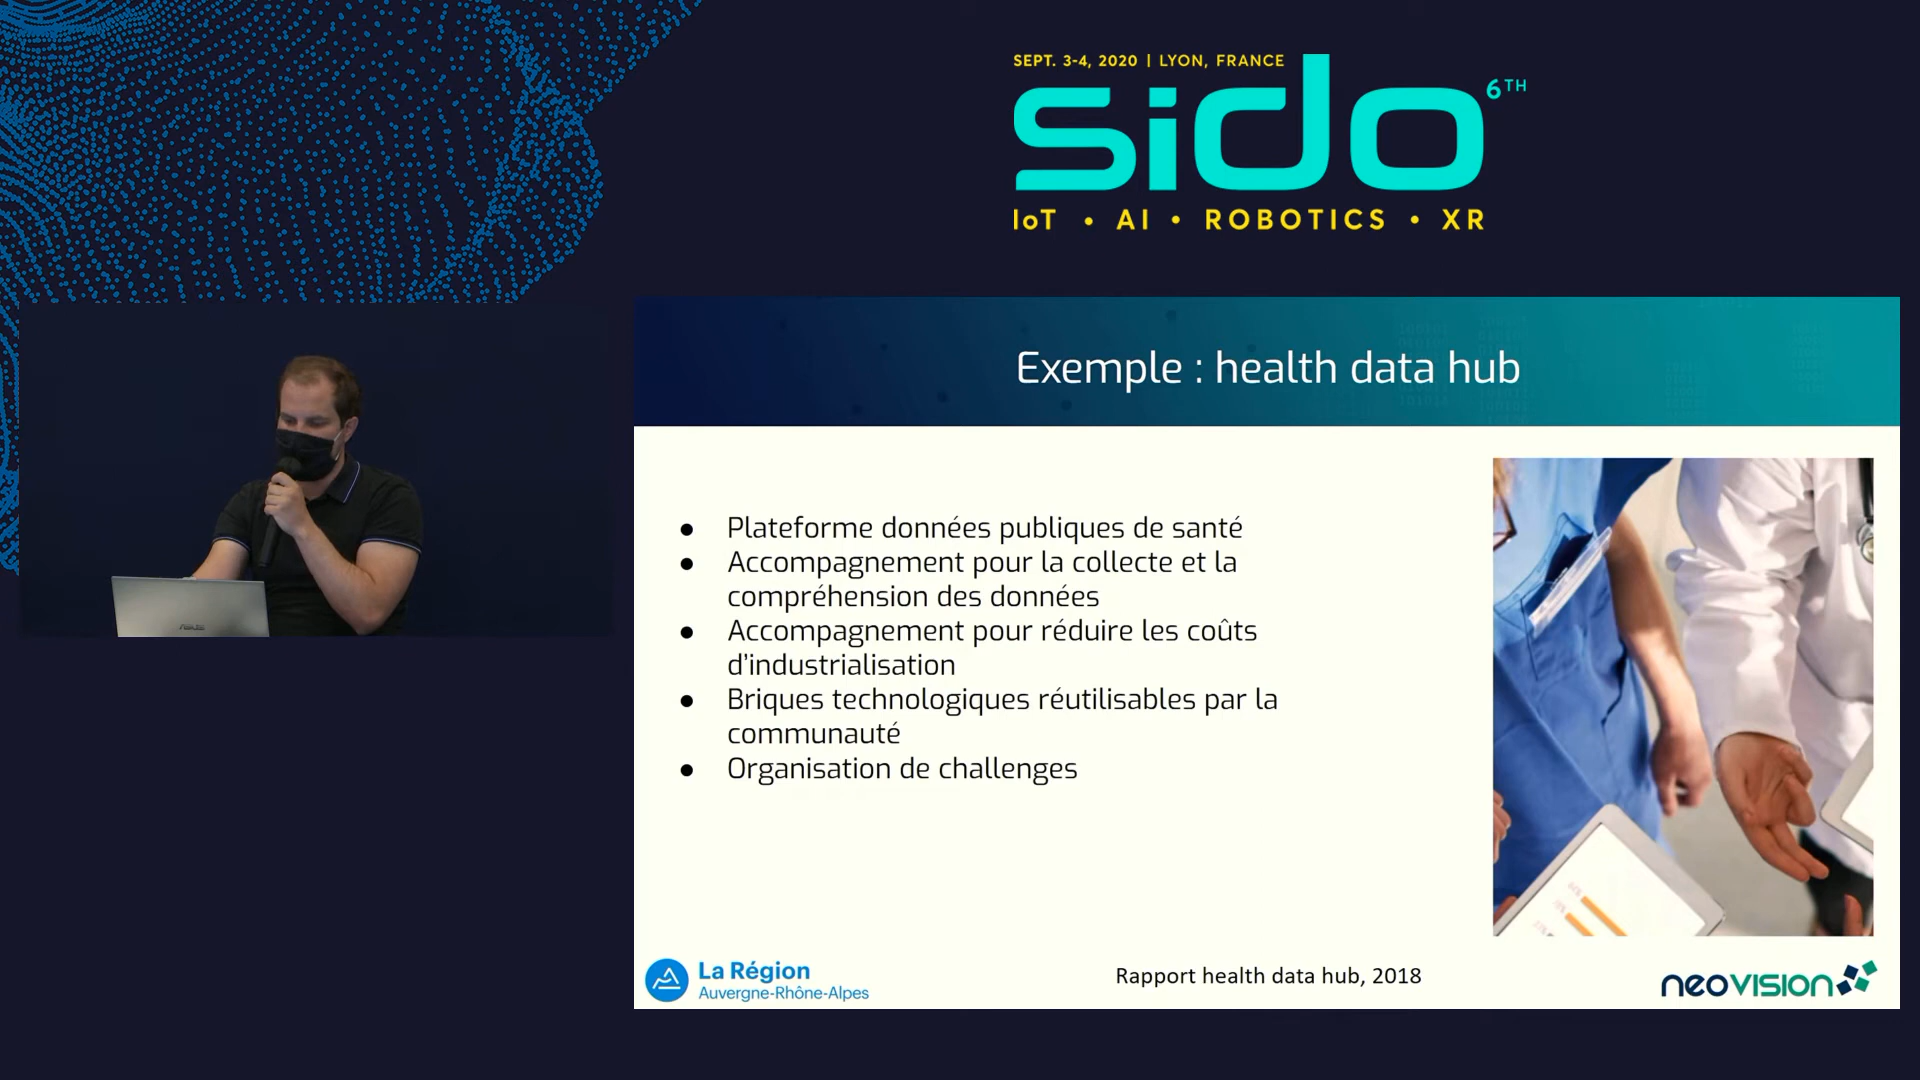 SEPT. 3-4, 2020 | LYON, FRANCE
sido 6TH
IoT • AI • ROBOTICS • XR
Exemple : health data hub
● Plateforme données publiques de santé
● Accompagnement pour la collecte et la
compréhension des données
● Accompagnement pour réduire les coûts
d’industrialisation
● Briques technologiques réutilisables par la
communauté
● Organisation de challenges
ASUS
La Région
Auvergne-Rhône-Alpes
Rapport health data hub, 2018
neovision